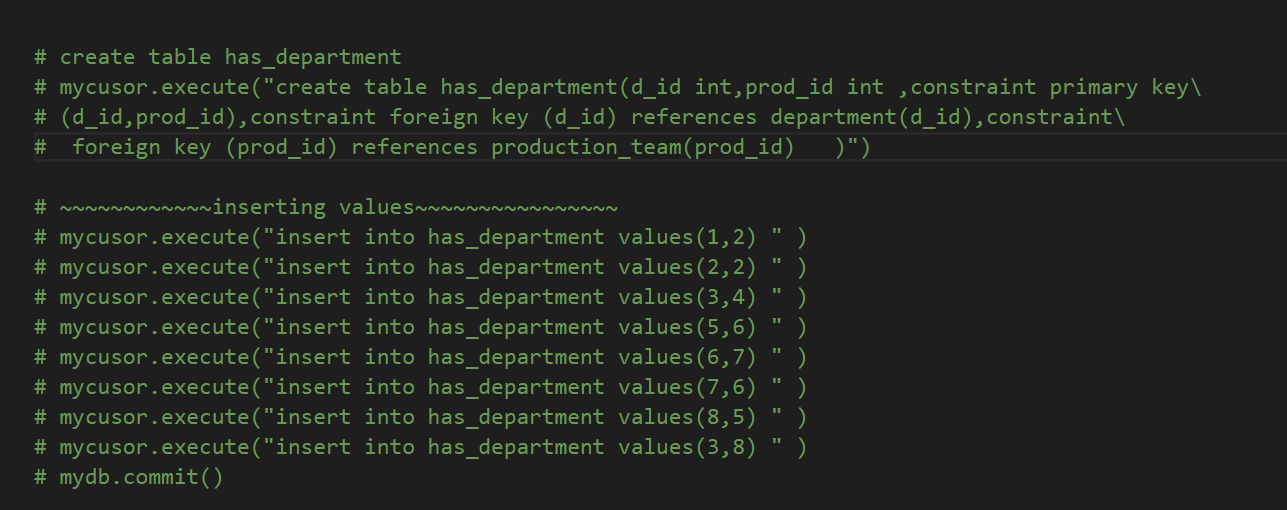 # create table has_department
# mycusor.execute("create table has_department(d_id int,prod_id int ,constraint primary key\
# (d_id,prod_id),constraint foreign key (d_id) references department(d_id),constraint\
#  foreign key (prod_id) references production_team(prod_id)   )")
# ~~~~~~~~~~~~inserting values~~~~~~~~~~~~~~~~
# mycusor.execute("insert into has_department values(1,2) " )
# mycusor.execute("insert into has_department values(2,2) " )
# mycusor.execute("insert into has_department values(3,4) " )
# mycusor.execute("insert into has_department values(5,6) " )
# mycusor.execute("insert into has_department values(6,7) " )
# mycusor.execute("insert into has_department values(7,6) " )
# mycusor.execute("insert into has_department values(8,5) " )
# mycusor.execute("insert into has_department values(3,8) " )
# mydb.commit()